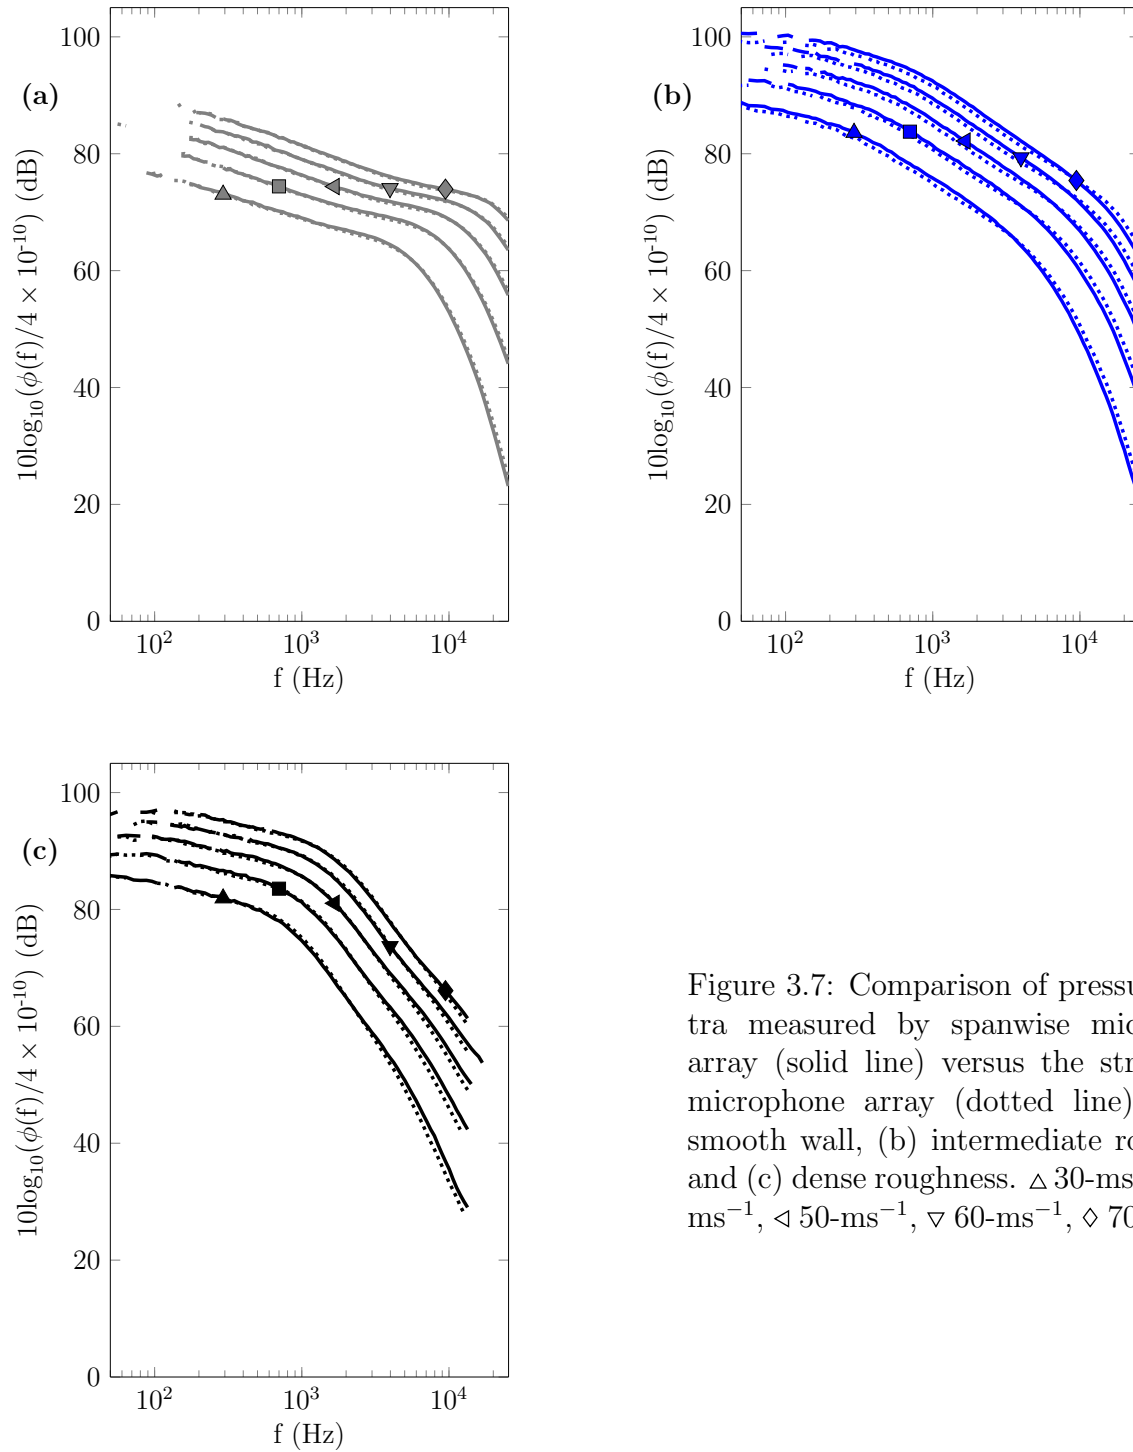 (a)
10log10(ϕ(f)/4 × 10-10) (dB)
100
80
60
40
20
0
10²
10³
10⁴
f (Hz)
(b)
10log10(ϕ(f)/4 × 10-10) (dB)
100
80
60
40
20
0
10²
10³
10⁴
f (Hz)
(c)
10log10(ϕ(f)/4 × 10-10) (dB)
100
80
60
40
20
0
10²
10³
10⁴
f (Hz)
Figure 3.7: Comparison of pressu
tra measured by spanwise mic
array (solid line) versus the str
microphone array (dotted line)
smooth wall, (b) intermediate ro
and (c) dense roughness. △ 30-ms
ms⁻¹, ◁ 50-ms⁻¹, ▽ 60-ms⁻¹, ◇ 70